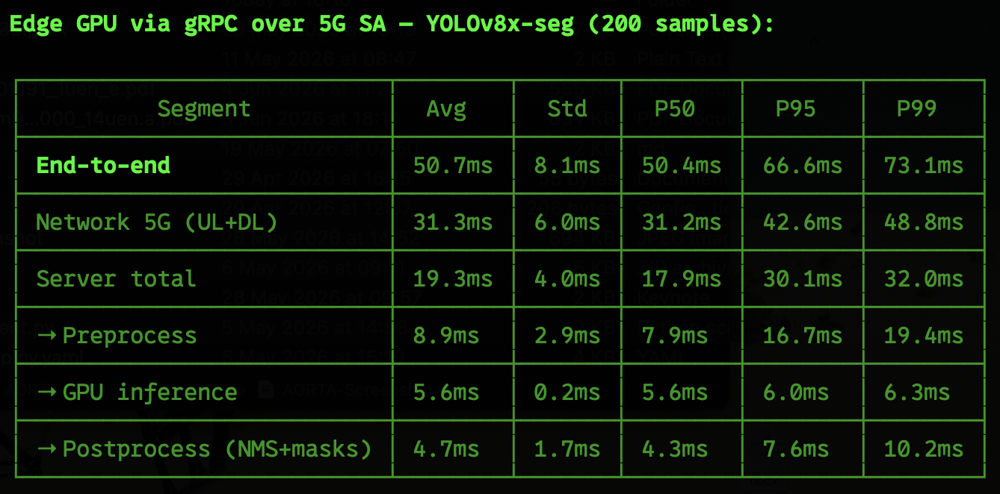 Edge GPU via gRPC over 5G SA — YOLOv8x-seg (200 samples):
Segment Avg Std P50 P95 P99
End-to-end 50.7ms 8.1ms 50.4ms 66.6ms 73.1ms
Network 5G (UL+DL) 31.3ms 6.0ms 31.2ms 42.6ms 48.8ms
Server total 19.3ms 4.0ms 17.9ms 30.1ms 32.0ms
→ Preprocess 8.9ms 2.9ms 7.9ms 16.7ms 19.4ms
→ GPU inference 5.6ms 0.2ms 5.6ms 6.0ms 6.3ms
→ Postprocess (NMS+masks) 4.7ms 1.7ms 4.3ms 7.6ms 10.2ms